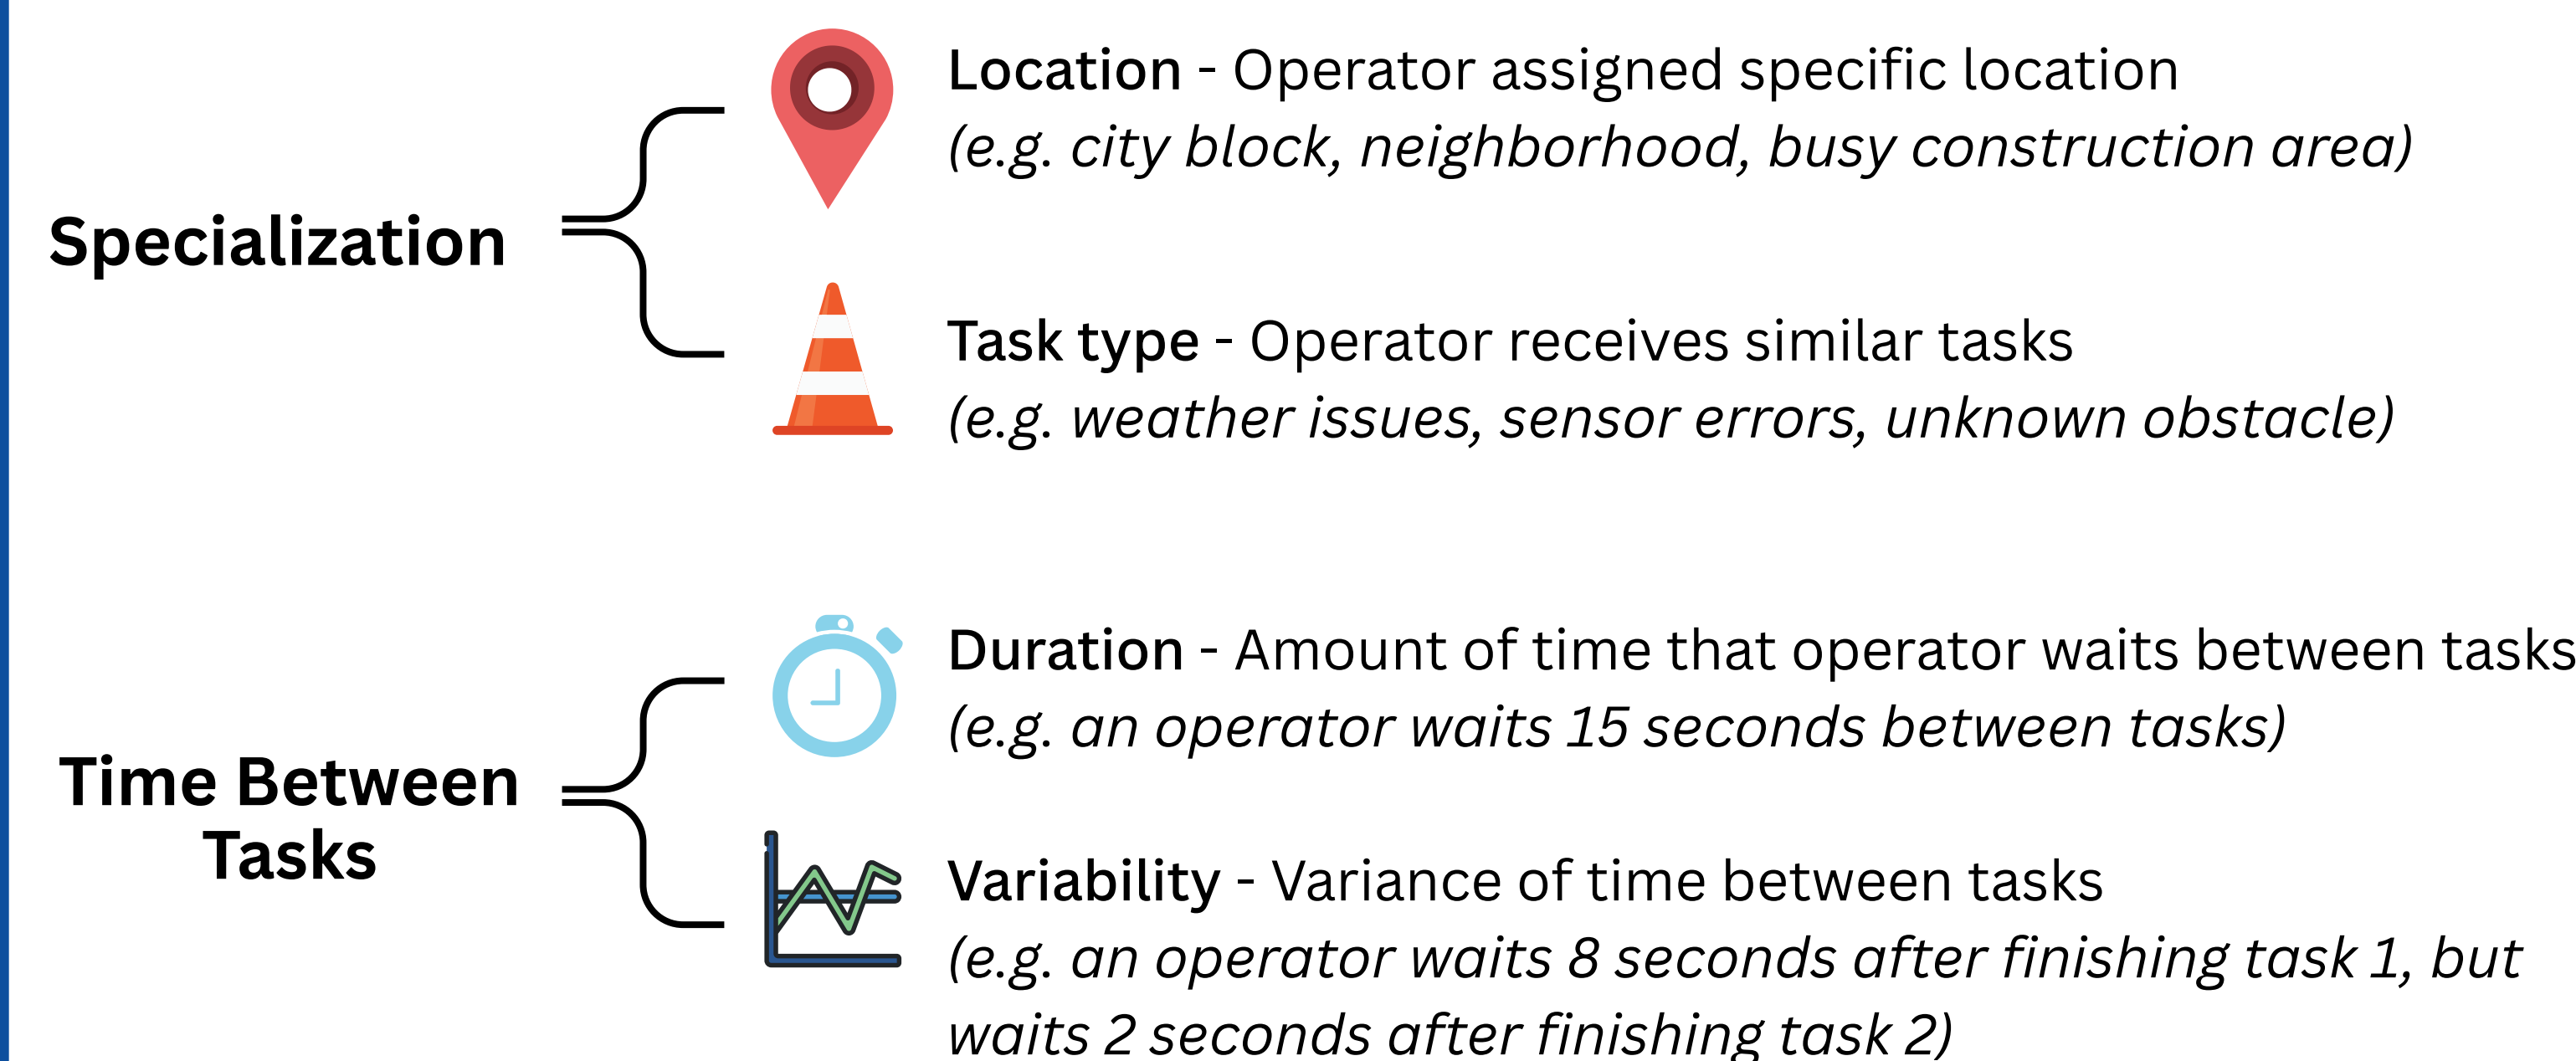 Specialization
Location - Operator assigned specific location
(e.g. city block, neighborhood, busy construction area)
Task type - Operator receives similar tasks
(e.g. weather issues, sensor errors, unknown obstacle)
Time Between
Tasks
Duration - Amount of time that operator waits between tasks
(e.g. an operator waits 15 seconds between tasks)
Variability - Variance of time between tasks
(e.g. an operator waits 8 seconds after finishing task 1, but
waits 2 seconds after finishing task 2)